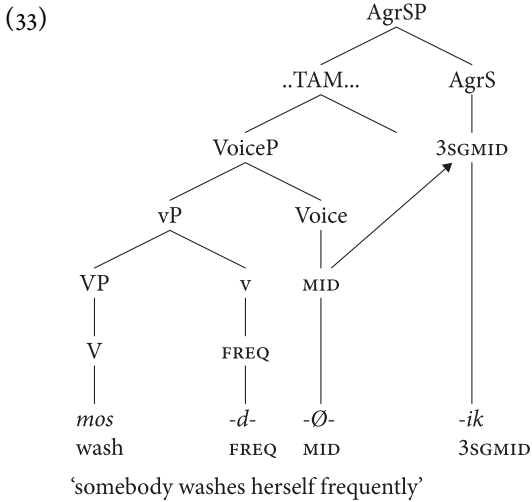 (33)
AgrSP
..TAM... AgrS
VoiceP 3SGMID
vP Voice
VP v MID
V FREQ
mos -d- -Ø- -ik
wash FREQ MID 3SGMID
‘somebody washes herself frequently’